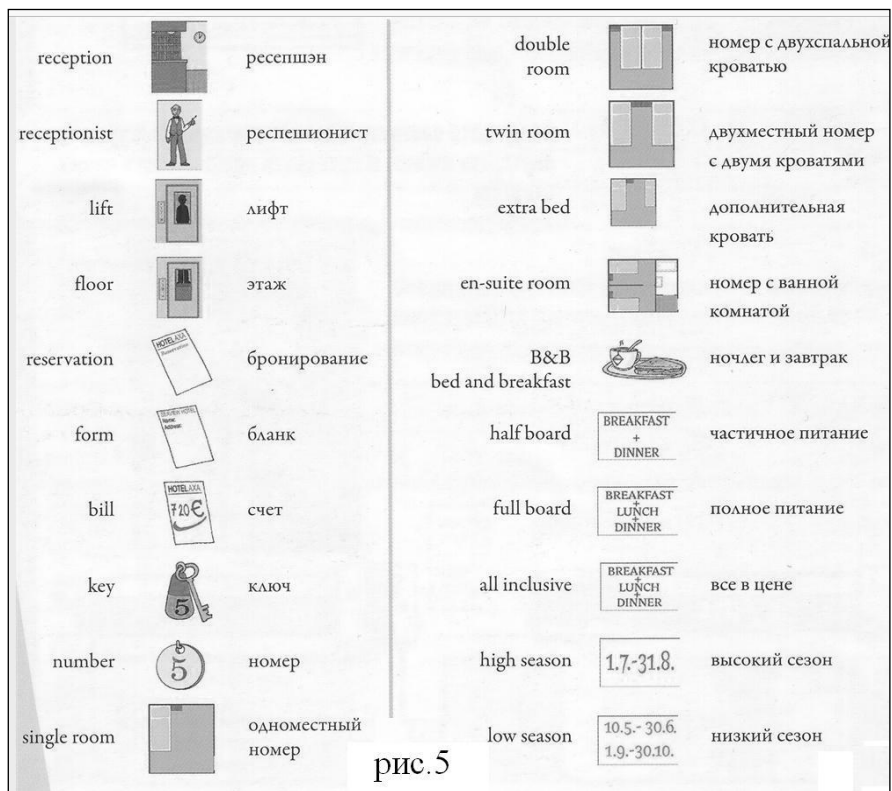 reception
ресепшэн
receptionist
респешионист
lift
лифт
floor
этаж
HOTEL AXA
Reservation
reservation
бронирование
Name:
Address:
form
бланк
HOTEL AXA
720€
bill
счет
5
key
ключ
5
number
номер
single room
одноместный
номер
double
room
номер с двухспальной
кроватью
twin room
двухместный номер
с двумя кроватями
extra bed
дополнительная
кровать
en-suite room
номер с ванной
комнатой
B&B
bed and breakfast
ночлег и завтрак
half board
BREAKFAST
+
DINNER
частичное питание
full board
BREAKFAST
+
LUNCH
+
DINNER
полное питание
all inclusive
BREAKFAST
+
LUNCH
+
DINNER
все в цене
high season
1.7.-31.8.
высокий сезон
low season
10.5.- 30.6.
1.9.-30.10.
низкий сезон
рис.5